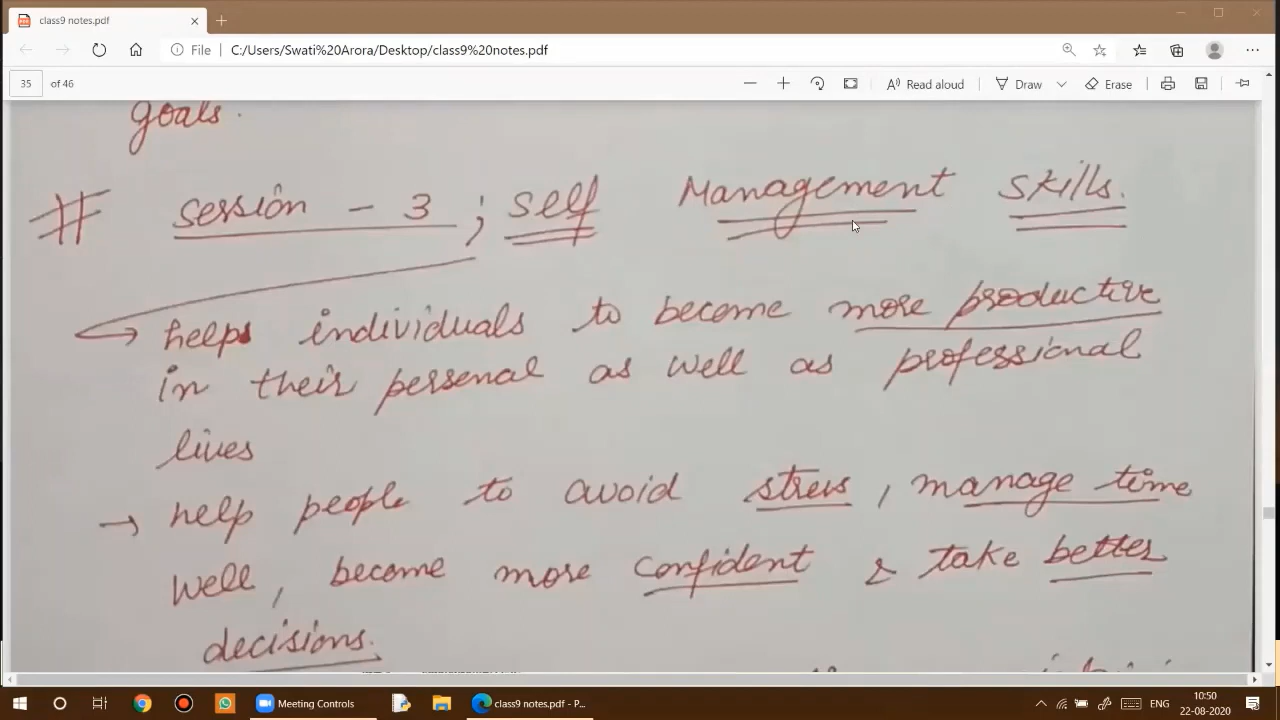 class9 notes.pdf
File
C:/Users/Swati%20Arora/Desktop/class9%20notes.pdf
35 of 46
Read aloud
Draw
Erase
goals.
# session - 3 ; self Management skills.
→ helps individuals to become more productive
in their personal as well as professional
lives
→ help people to avoid stress, manage time
well, become more confident & take better
decisions.
Meeting Controls
class9 notes.pdf - P...
ENG
10:50
22-08-2020